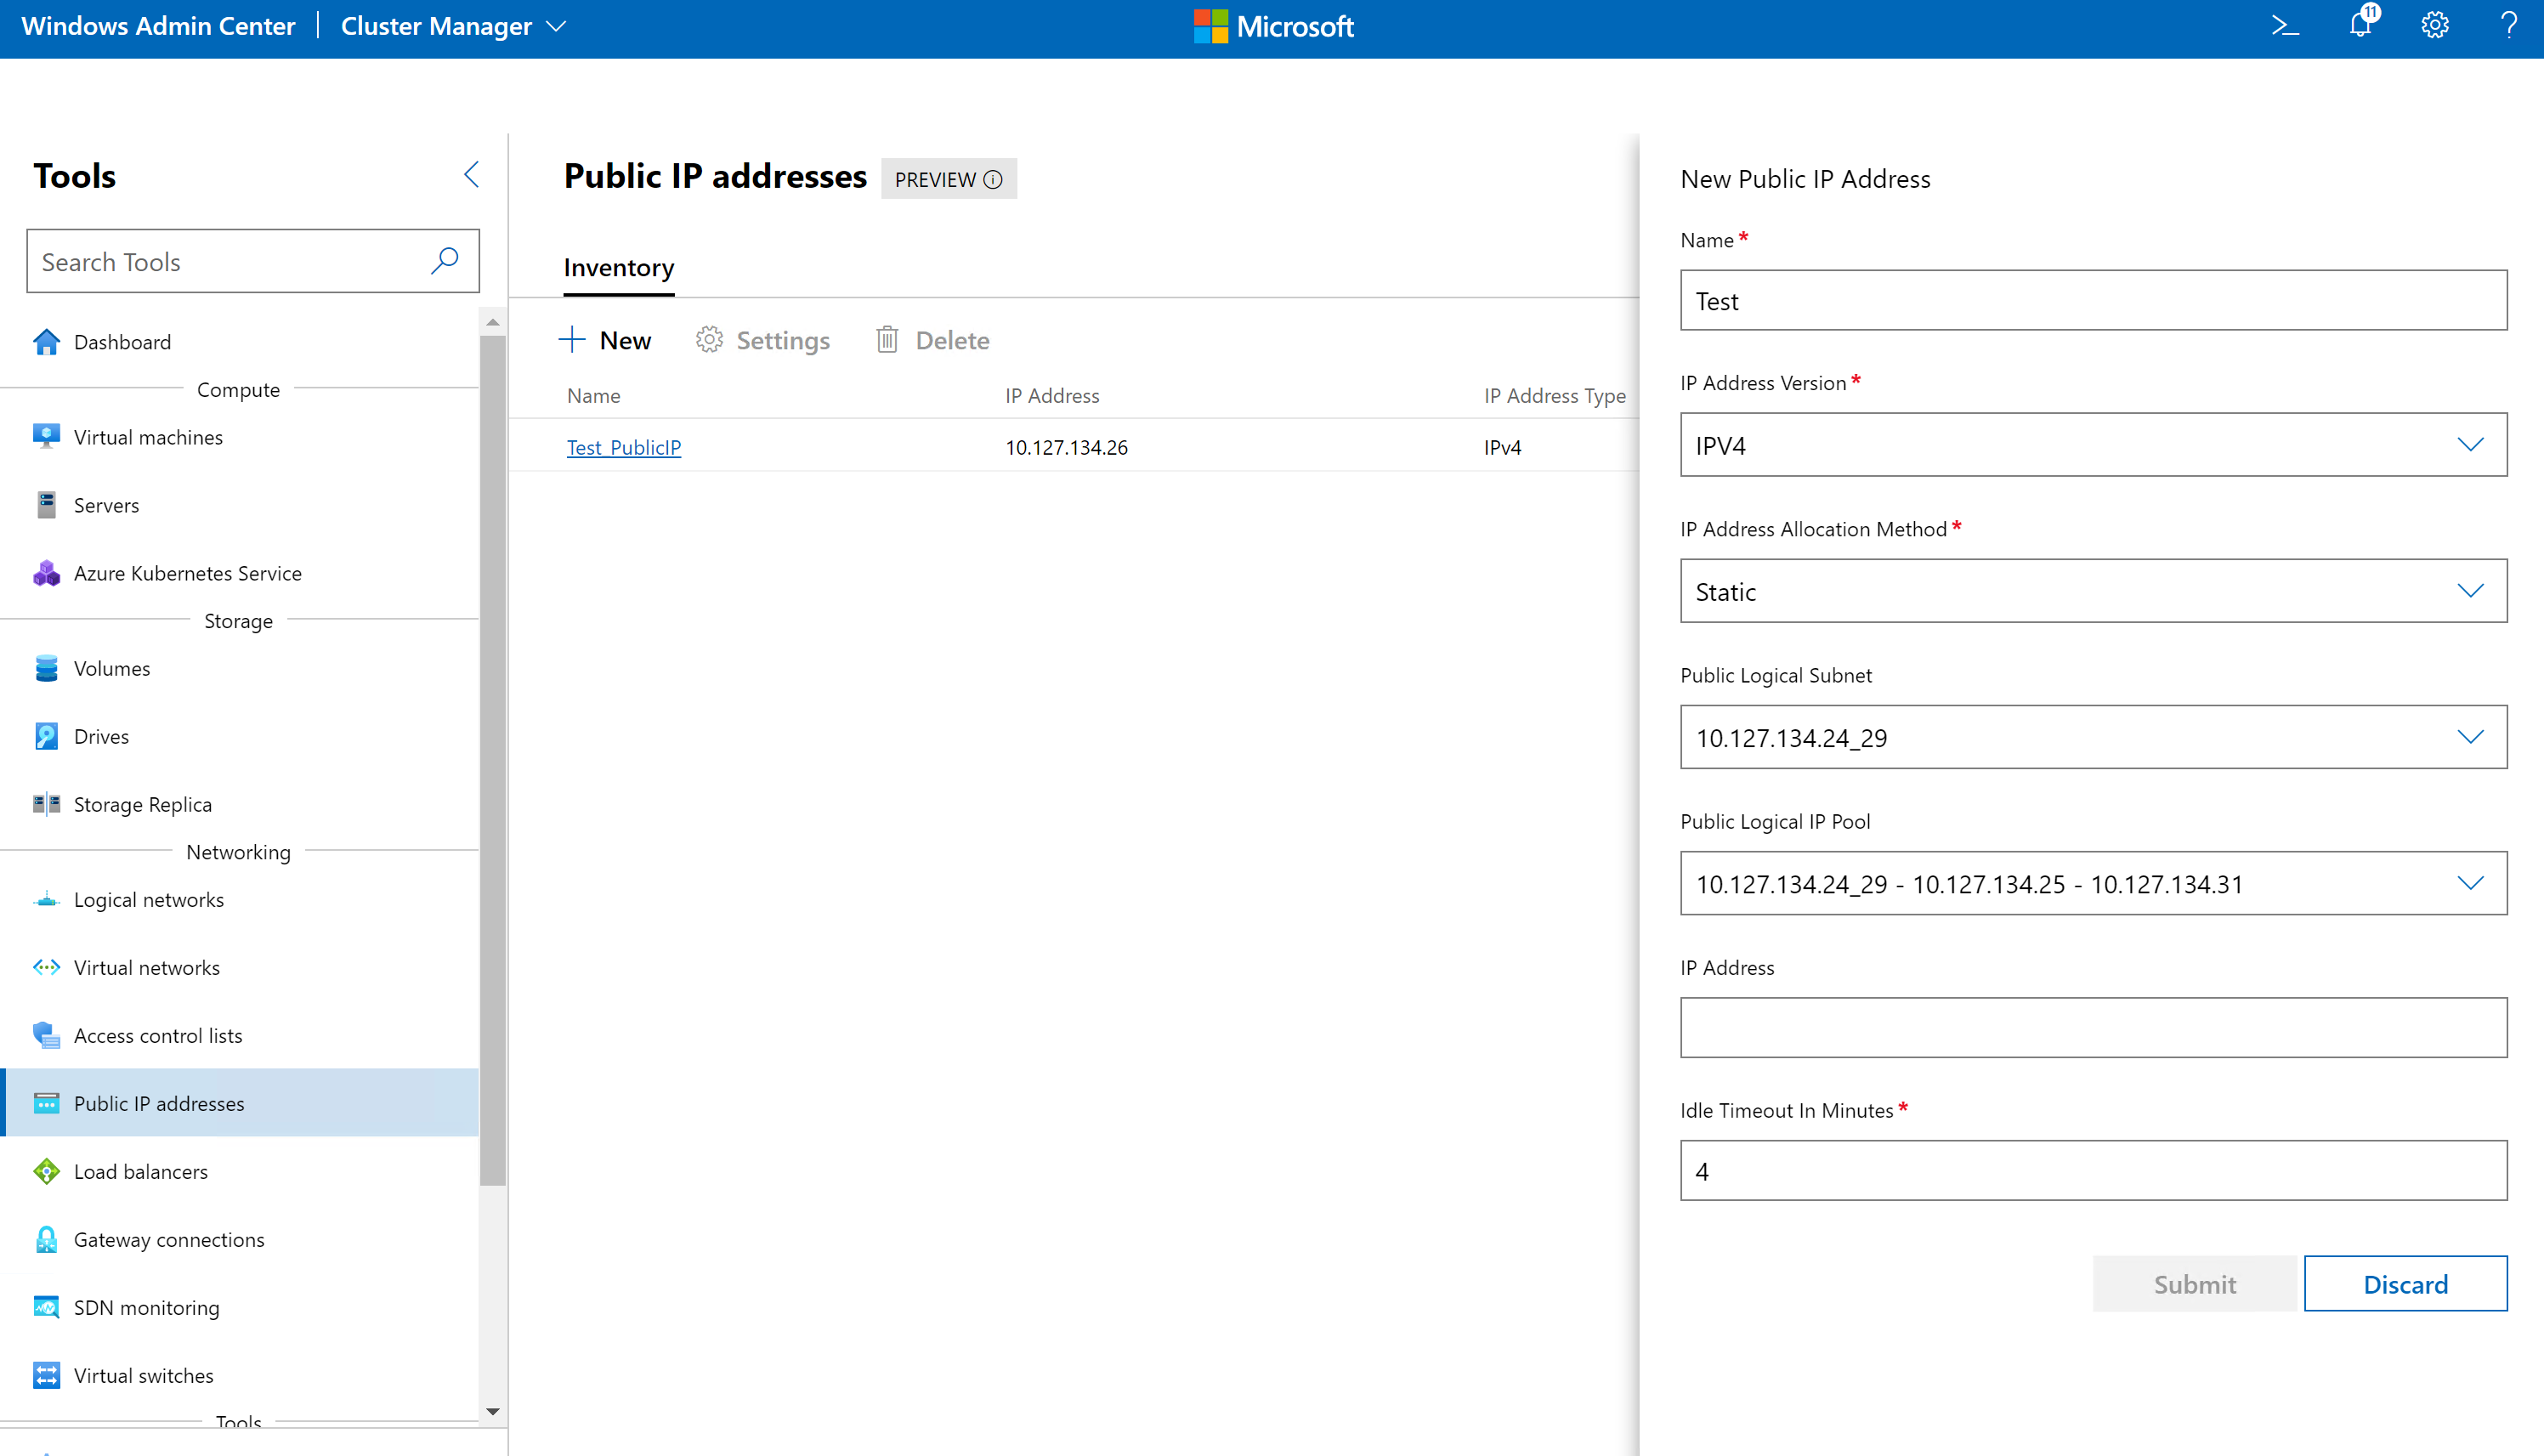 Windows Admin Center | Cluster Manager
Microsoft
11
Tools
Search Tools
Dashboard
Compute
Virtual machines
Servers
Azure Kubernetes Service
Storage
Volumes
Drives
Storage Replica
Networking
Logical networks
Virtual networks
Access control lists
Public IP addresses
Load balancers
Gateway connections
SDN monitoring
Virtual switches
Tools
Public IP addresses PREVIEW
Inventory
New Settings Delete
Name IP Address IP Address Type
Test_PublicIP 10.127.134.26 IPv4
New Public IP Address
Name *
Test
IP Address Version *
IPV4
IP Address Allocation Method *
Static
Public Logical Subnet
10.127.134.24_29
Public Logical IP Pool
10.127.134.24_29 - 10.127.134.25 - 10.127.134.31
IP Address
Idle Timeout In Minutes *
4
Submit Discard